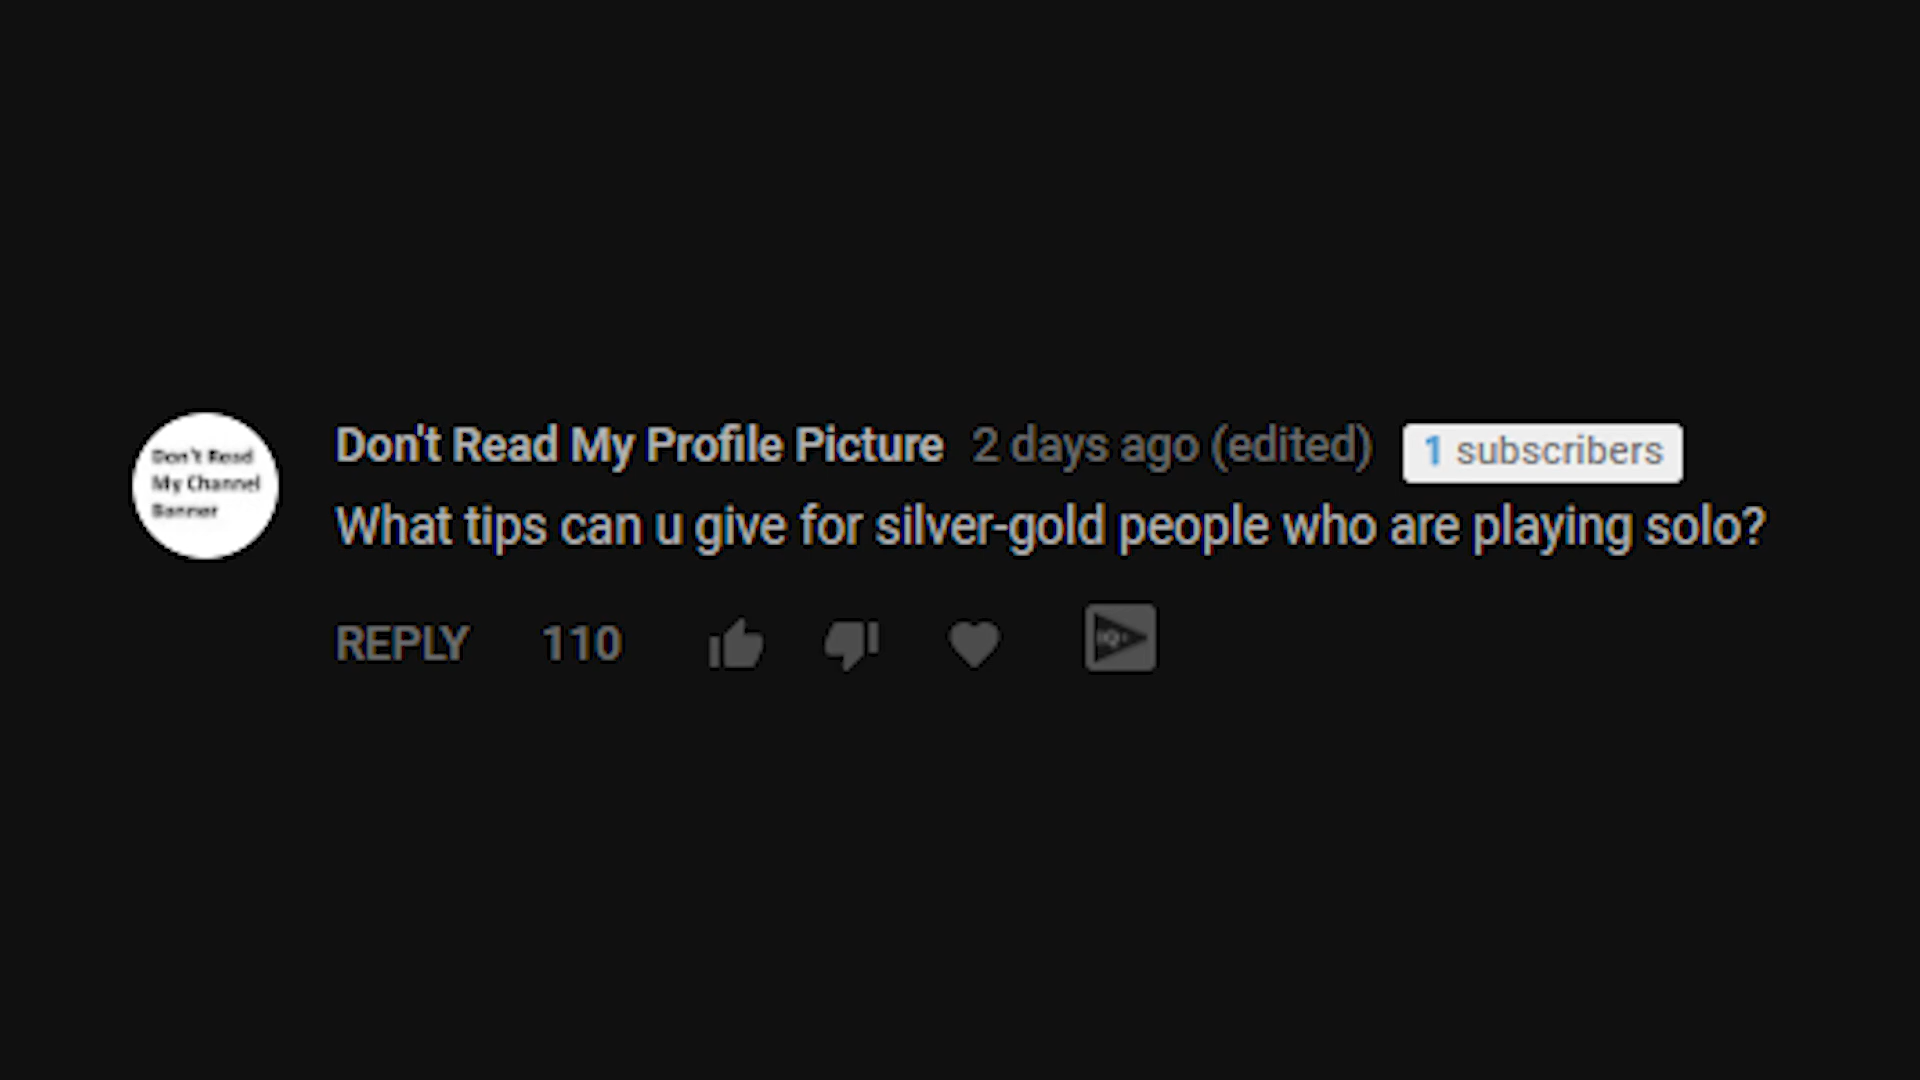 Don't Read
My Channel
Banner
Don't Read My Profile Picture 2 days ago (edited) 1 subscribers
What tips can u give for silver-gold people who are playing solo?
REPLY 110